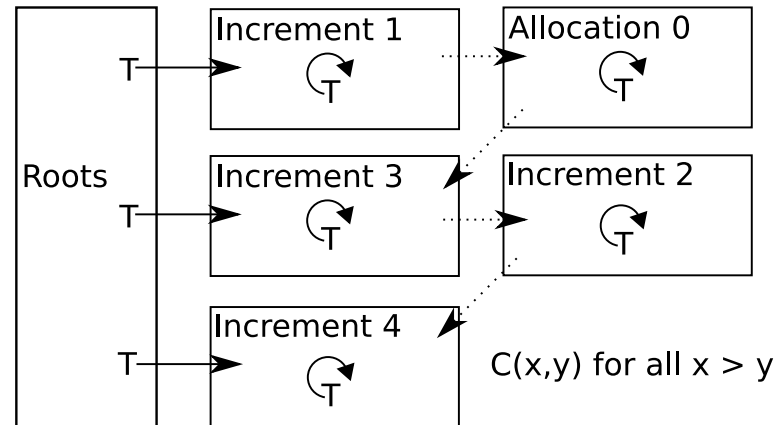 Increment 1
Allocation 0
T
T
T
Roots
Increment 3
Increment 2
T
T
T
Increment 4
T
T
C(x,y) for all x > y